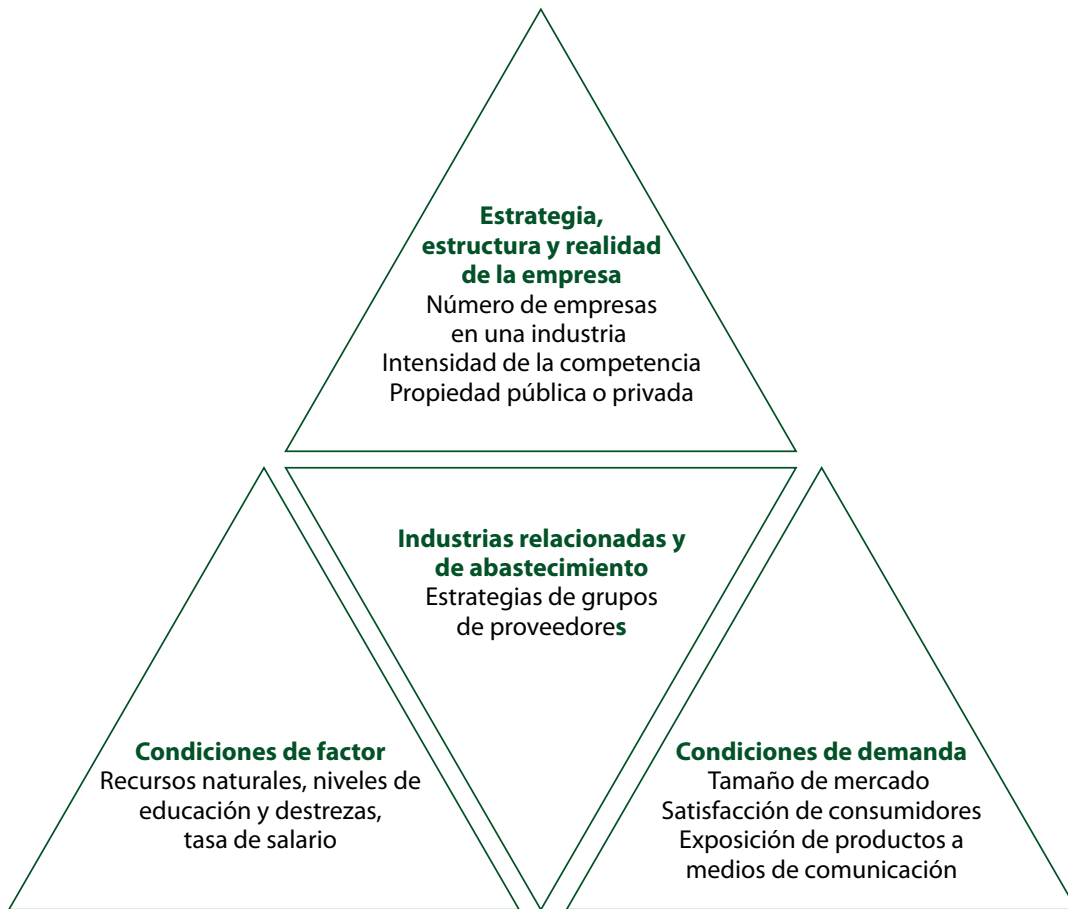 Estrategia,
estructura y realidad
de la empresa
Número de empresas
en una industria
Intensidad de la competencia
Propiedad pública o privada
Industrias relacionadas y
de abastecimiento
Estrategias de grupos
de proveedores
Condiciones de factor
Recursos naturales, niveles de
educación y destrezas,
tasa de salario
Condiciones de demanda
Tamaño de mercado
Satisfacción de consumidores
Exposición de productos a
medios de comunicación